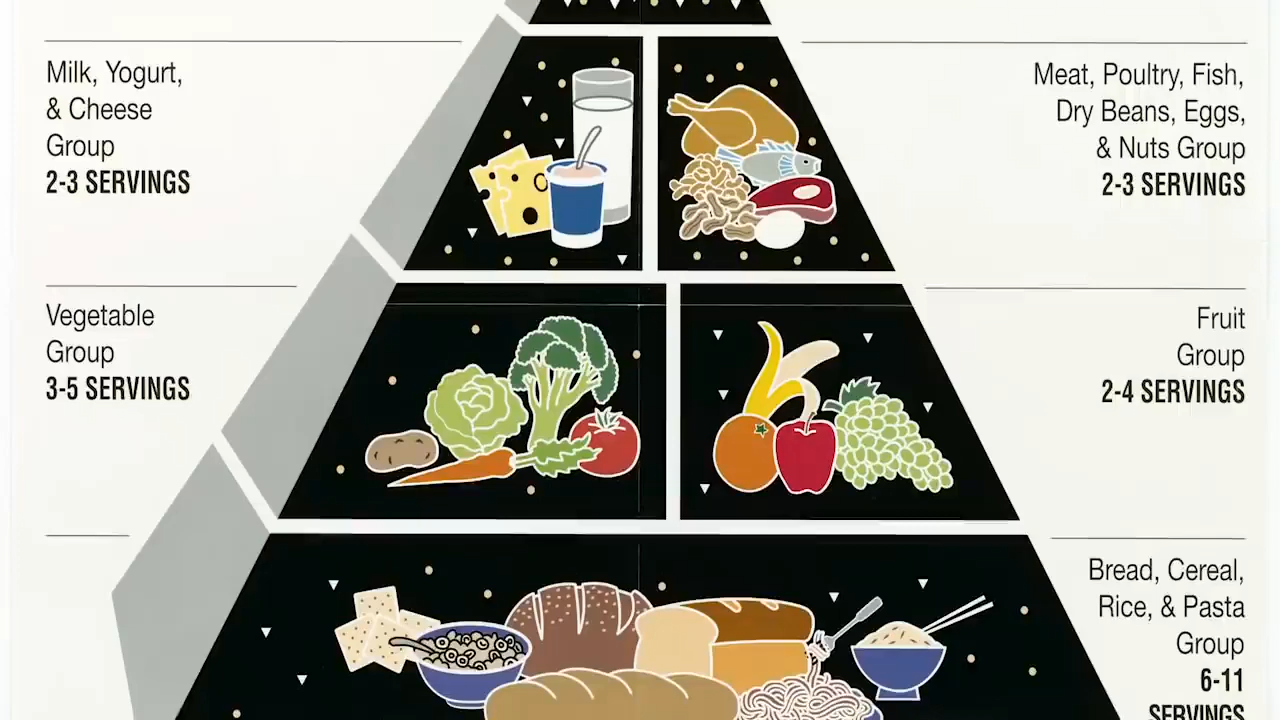 Milk, Yogurt,
& Cheese
Group
2-3 SERVINGS
Meat, Poultry, Fish,
Dry Beans, Eggs,
& Nuts Group
2-3 SERVINGS
Vegetable
Group
3-5 SERVINGS
Fruit
Group
2-4 SERVINGS
Bread, Cereal,
Rice, & Pasta
Group
6-11
SERVINGS